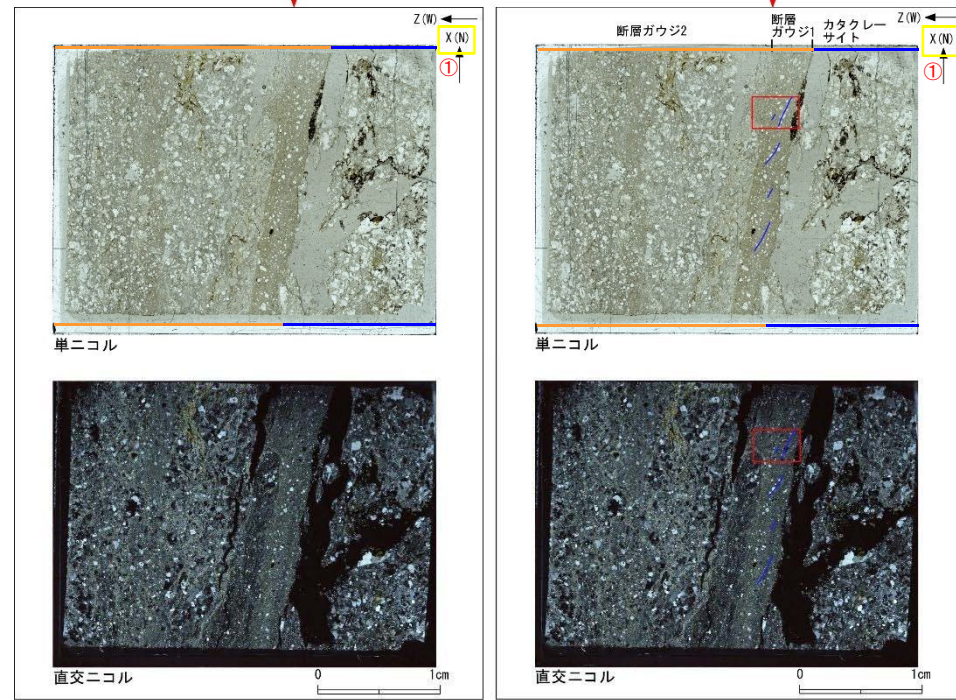 Z(W)
X(N)
①
単ニコル
直交ニコル
0 1cm
断層ガウジ2
断層
ガウジ1
カタクレー
サイト
Z(W)
X(N)
①
単ニコル
直交ニコル
0 1cm